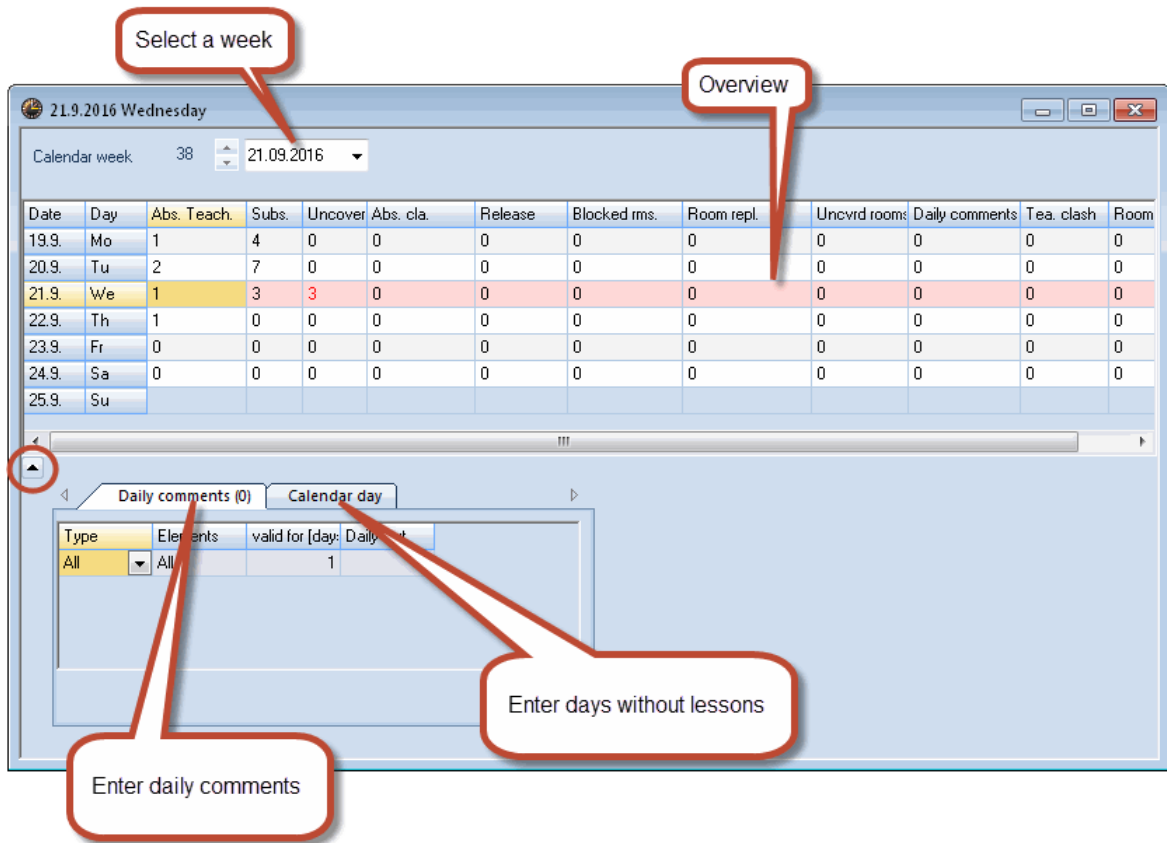 Select a week
Overview
21.9.2016 Wednesday
Calendar week 38 21.09.2016
Date Day Abs. Teach. Subs. Uncover Abs. cla. Release Blocked rms. Room repl. Uncvrd rooms Daily comments Tea. clash Room
19.9. Mo 1 4 0 0 0 0 0 0 0 0 0
20.9. Tu 2 7 0 0 0 0 0 0 0 0 0
21.9. We 1 3 3 0 0 0 0 0 0 0 0
22.9. Th 1 0 0 0 0 0 0 0 0 0 0
23.9. Fr 0 0 0 0 0 0 0 0 0 0 0
24.9. Sa 0 0 0 0 0 0 0 0 0 0 0
25.9. Su
Daily comments (0) Calendar day
Type Elements valid for [day:
All All 1
Enter days without lessons
Enter daily comments